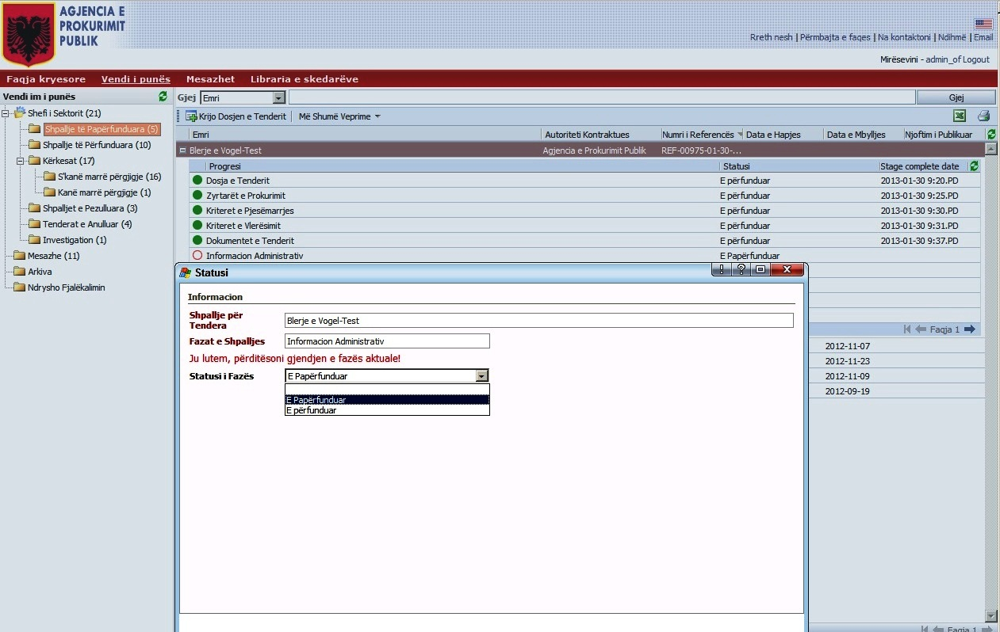 AGJENCIA E
PROKURIMIT
PUBLIK
Rreth nesh | Përmbajta e faqes | Na kontaktoni | Ndihmë | Email
Mirësevini - admin_of Logout
Faqja kryesore Vendi i punës Mesazhet Libraria e skedarëve
Vendi im i punës
Gjej Emri Gjej
Shefi i Sektorit (21)
Shpallje të Papërfunduara (5)
Shpallje të Përfunduara (10)
Kërkesat (17)
S'kanë marrë përgjigje (16)
Kanë marrë përgjigje (1)
Shpalljet e Pezulluara (3)
Tenderat e Anulluar (4)
Investigation (1)
Mesazhe (11)
Arkiva
Ndrysho Fjalëkalimin
Krijo Dosjen e Tenderit Më Shumë Veprime
Emri Autoriteti Kontraktues Numri i Referencës Data e Hapjes Data e Mbylljes Njoftim i Publikuar
Blerje e Vogel-Test Agjencia e Prokurimit Publik REF-00975-01-30-...
Progresi Statusi Stage complete date
Dosja e Tenderit E përfunduar 2013-01-30 9:20.PD
Zyrtarët e Prokurimit E përfunduar 2013-01-30 9:25.PD
Kriteret e Pjesëmarrjes E përfunduar 2013-01-30 9:30.PD
Kriteret e Vlerësimit E përfunduar 2013-01-30 9:31.PD
Dokumentet e Tenderit E përfunduar 2013-01-30 9:37.PD
Informacion Administrativ E Papërfunduar
Statusi
Informacion
Shpallje për
Tendera
Blerje e Vogel-Test
Fazat e Shpalljes Informacion Administrativ
Ju lutem, përditësoni gjendjen e fazës aktuale!
Statusi i Fazës E Papërfunduar
E Papërfunduar
E përfunduar
Faqja 1
2012-11-07
2012-11-23
2012-11-09
2012-09-19
Faqja 1